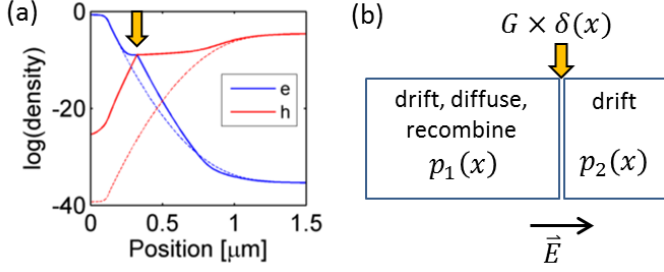 (a)
log(density)
0
-20
-40
0
0.5
1.0
1.5
Position [μm]
e
h
(b)
G × δ(x)
drift, diffuse,
recombine
p₁(x)
drift
p₂(x)
E⃗